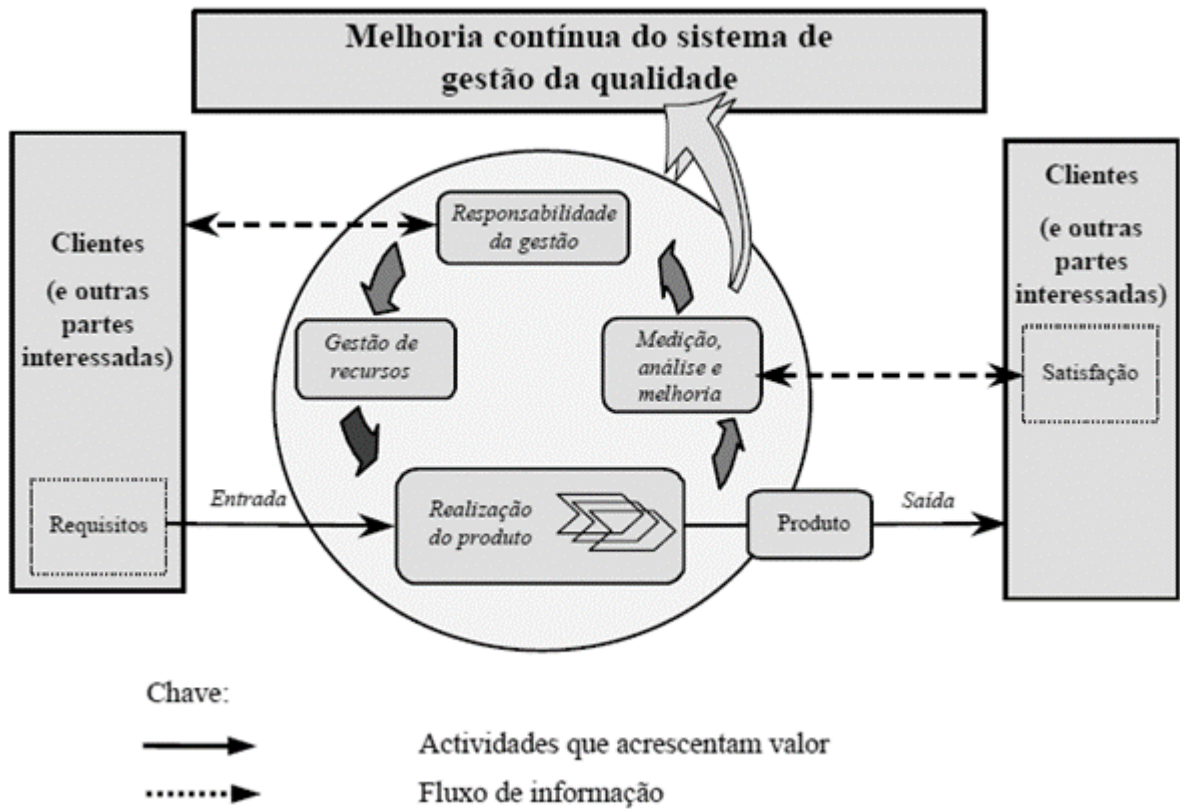 Melhoria contínua do sistema de
gestão da qualidade
Clientes
(e outras
partes
interessadas)
Requisitos
Entrada
Responsabilidade
da gestão
Gestão de
recursos
Medição,
análise e
melhoria
Realização
do produto
Produto
Saída
Clientes
(e outras
partes
interessadas)
Satisfação
Chave:
Actividades que acrescentam valor
Fluxo de informação